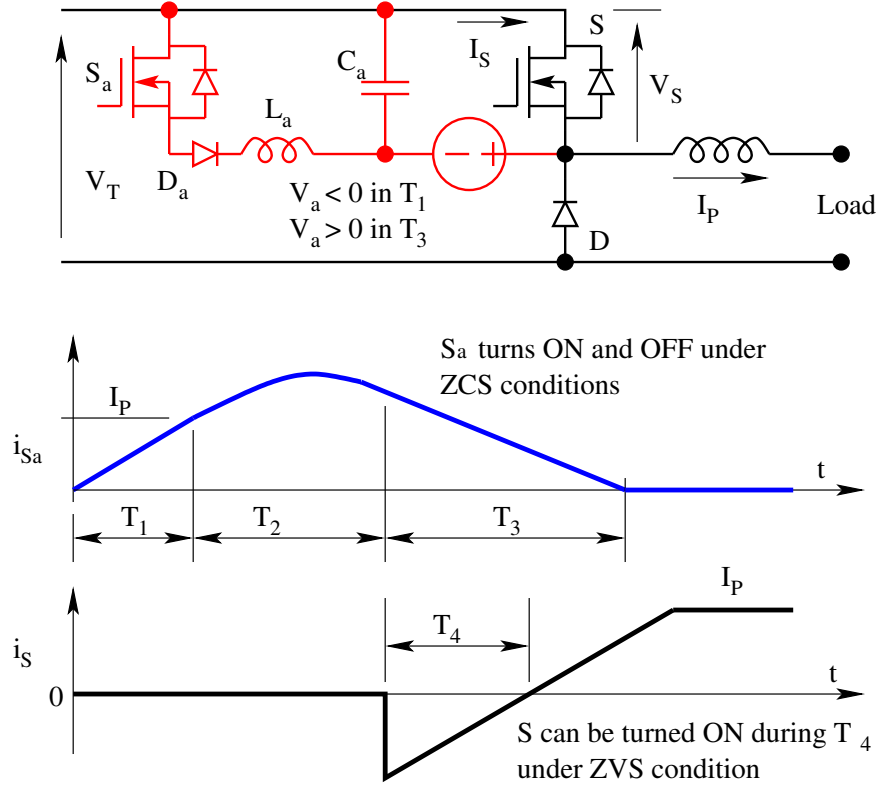 S
I_S
S_a
C_a
V_S
L_a
V_T
D_a
V_a < 0 in T_1
V_a > 0 in T_3
I_P
Load
D
Sa turns ON and OFF under
ZCS conditions
I_P
i_Sa
t
T_1
T_2
T_3
I_P
T_4
i_S
t
0
S can be turned ON during T_4
under ZVS condition